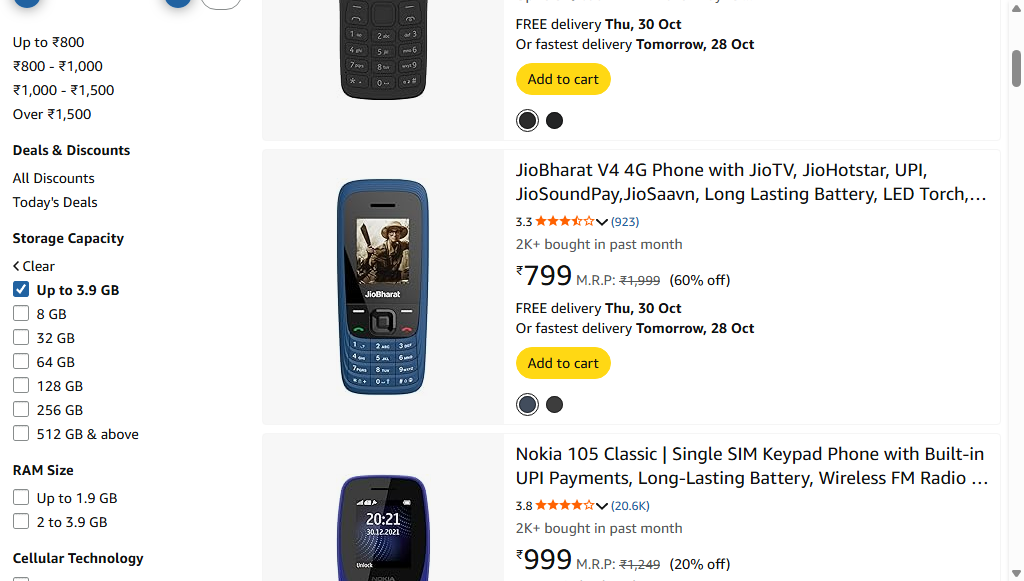 Up to ₹800
₹800 - ₹1,000
₹1,000 - ₹1,500
Over ₹1,500
Deals & Discounts
All Discounts
Today's Deals
Storage Capacity
Clear
Up to 3.9 GB
8 GB
32 GB
64 GB
128 GB
256 GB
512 GB & above
RAM Size
Up to 1.9 GB
2 to 3.9 GB
Cellular Technology
FREE delivery Thu, 30 Oct
Or fastest delivery Tomorrow, 28 Oct
Add to cart
JioBharat
JioBharat V4 4G Phone with JioTV, JioHotstar, UPI,
JioSoundPay,JioSaavn, Long Lasting Battery, LED Torch,...
3.3 (923)
2K+ bought in past month
₹799 M.R.P: ₹1,999 (60% off)
FREE delivery Thu, 30 Oct
Or fastest delivery Tomorrow, 28 Oct
Add to cart
20:21
30.12.2021
Unlock
NOKIA
Nokia 105 Classic | Single SIM Keypad Phone with Built-in
UPI Payments, Long-Lasting Battery, Wireless FM Radio ...
3.8 (20.6K)
2K+ bought in past month
₹999 M.R.P: ₹1,249 (20% off)